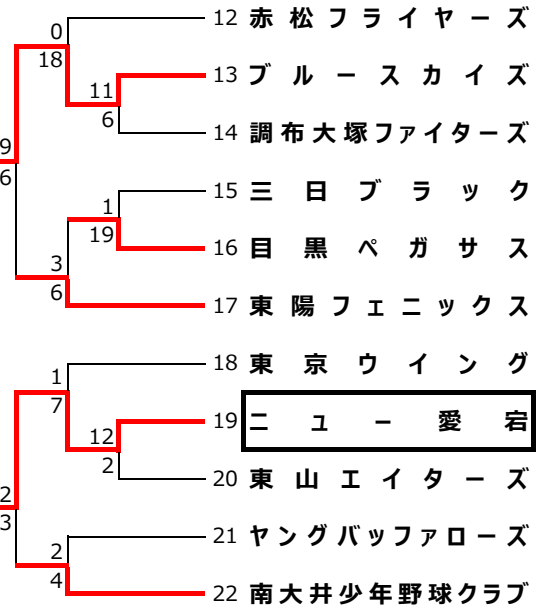 12 赤松フライヤーズ
0
18
13 ブルースカイズ
11
6
14 調布大塚ファイターズ
9
6
15 三日ブラック
1
19
16 目黒ペガサス
3
6
17 東陽フェニックス
18 東京ウイング
1
7
19 ニュー愛宕
12
2
20 東山エイターズ
2
3
21 ヤングバッファローズ
2
4
22 南大井少年野球クラブ